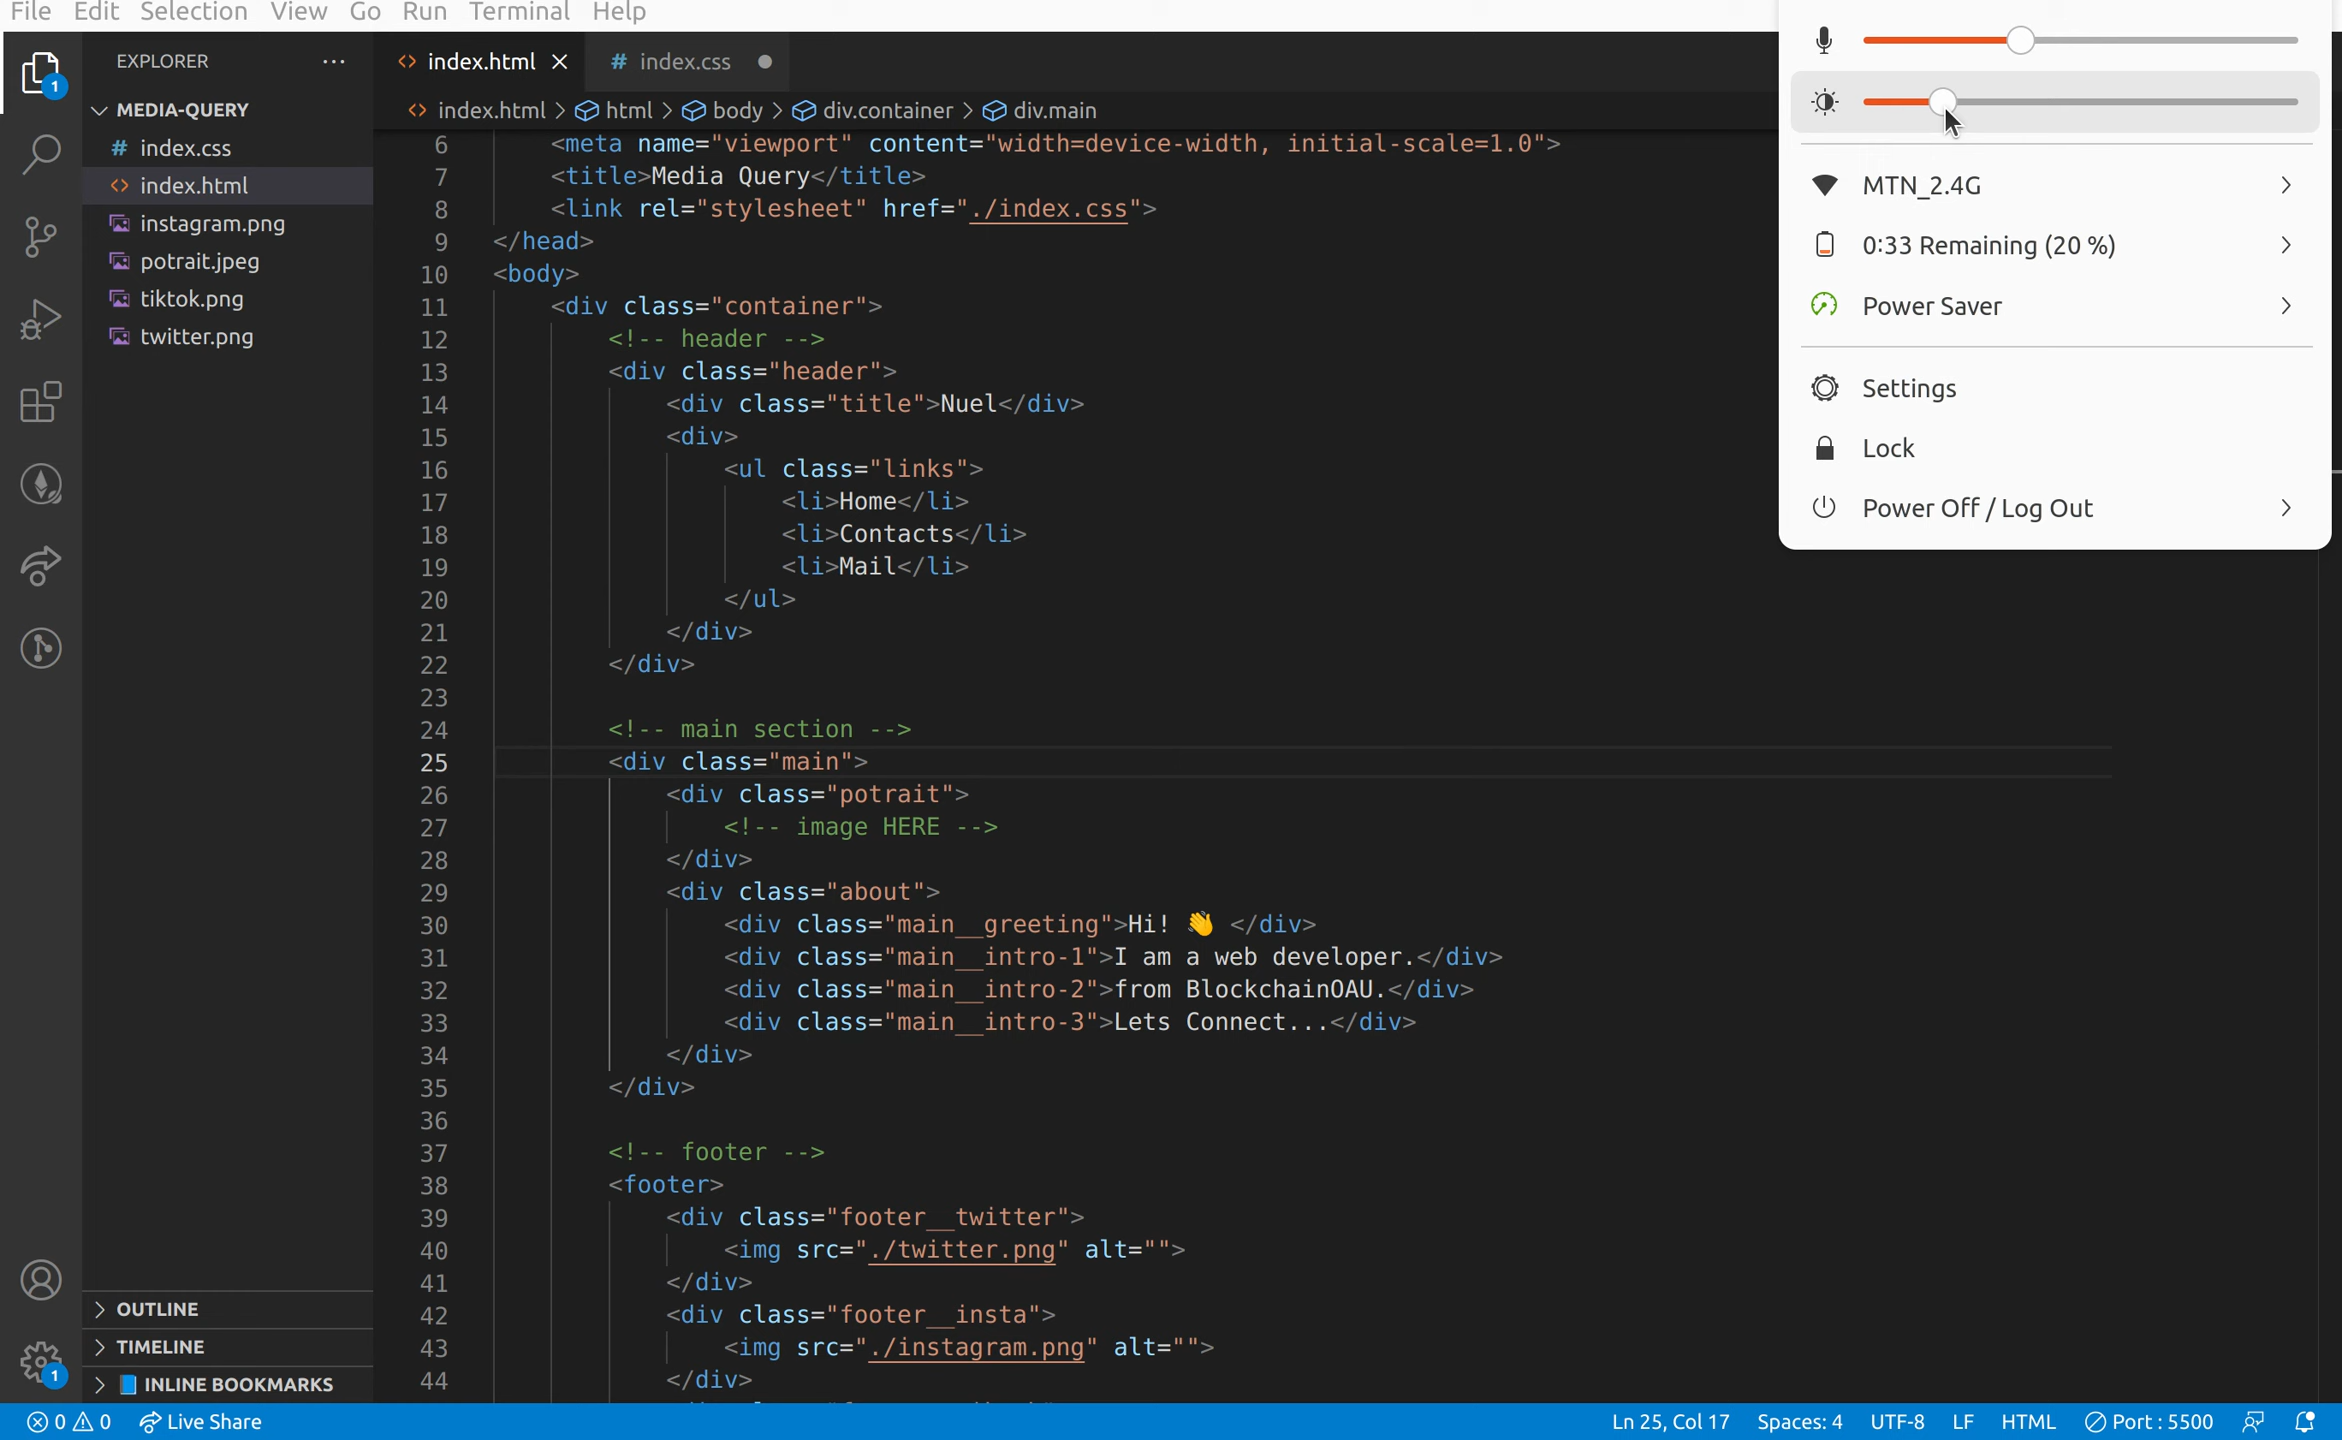 File Edit Selection View Go Run Terminal Help
EXPLORER ···
MEDIA-QUERY
# index.css
<> index.html
instagram.png
potrait.jpeg
tiktok.png
twitter.png
OUTLINE
TIMELINE
INLINE BOOKMARKS
1
1
<> index.html × # index.css ●
<> index.html > html > body > div.container > div.main
6 <meta name="viewport" content="width=device-width, initial-scale=1.0">
7 <title>Media Query</title>
8 <link rel="stylesheet" href="./index.css">
9 </head>
10 <body>
11 <div class="container">
12 <!-- header -->
13 <div class="header">
14 <div class="title">Nuel</div>
15 <div>
16 <ul class="links">
17 <li>Home</li>
18 <li>Contacts</li>
19 <li>Mail</li>
20 </ul>
21 </div>
22 </div>
23
24 <!-- main section -->
25 <div class="main">
26 <div class="potrait">
27 <!-- image HERE -->
28 </div>
29 <div class="about">
30 <div class="main__greeting">Hi! 👋 </div>
31 <div class="main__intro-1">I am a web developer.</div>
32 <div class="main__intro-2">from BlockchainOAU.</div>
33 <div class="main__intro-3">Lets Connect...</div>
34 </div>
35 </div>
36
37 <!-- footer -->
38 <footer>
39 <div class="footer__twitter">
40 <img src="./twitter.png" alt="">
41 </div>
42 <div class="footer__insta">
43 <img src="./instagram.png" alt="">
44 </div>
MTN_2.4G
0:33 Remaining (20 %)
Power Saver
Settings
Lock
Power Off / Log Out
0 0 Live Share Ln 25, Col 17 Spaces: 4 UTF-8 LF HTML Port : 5500